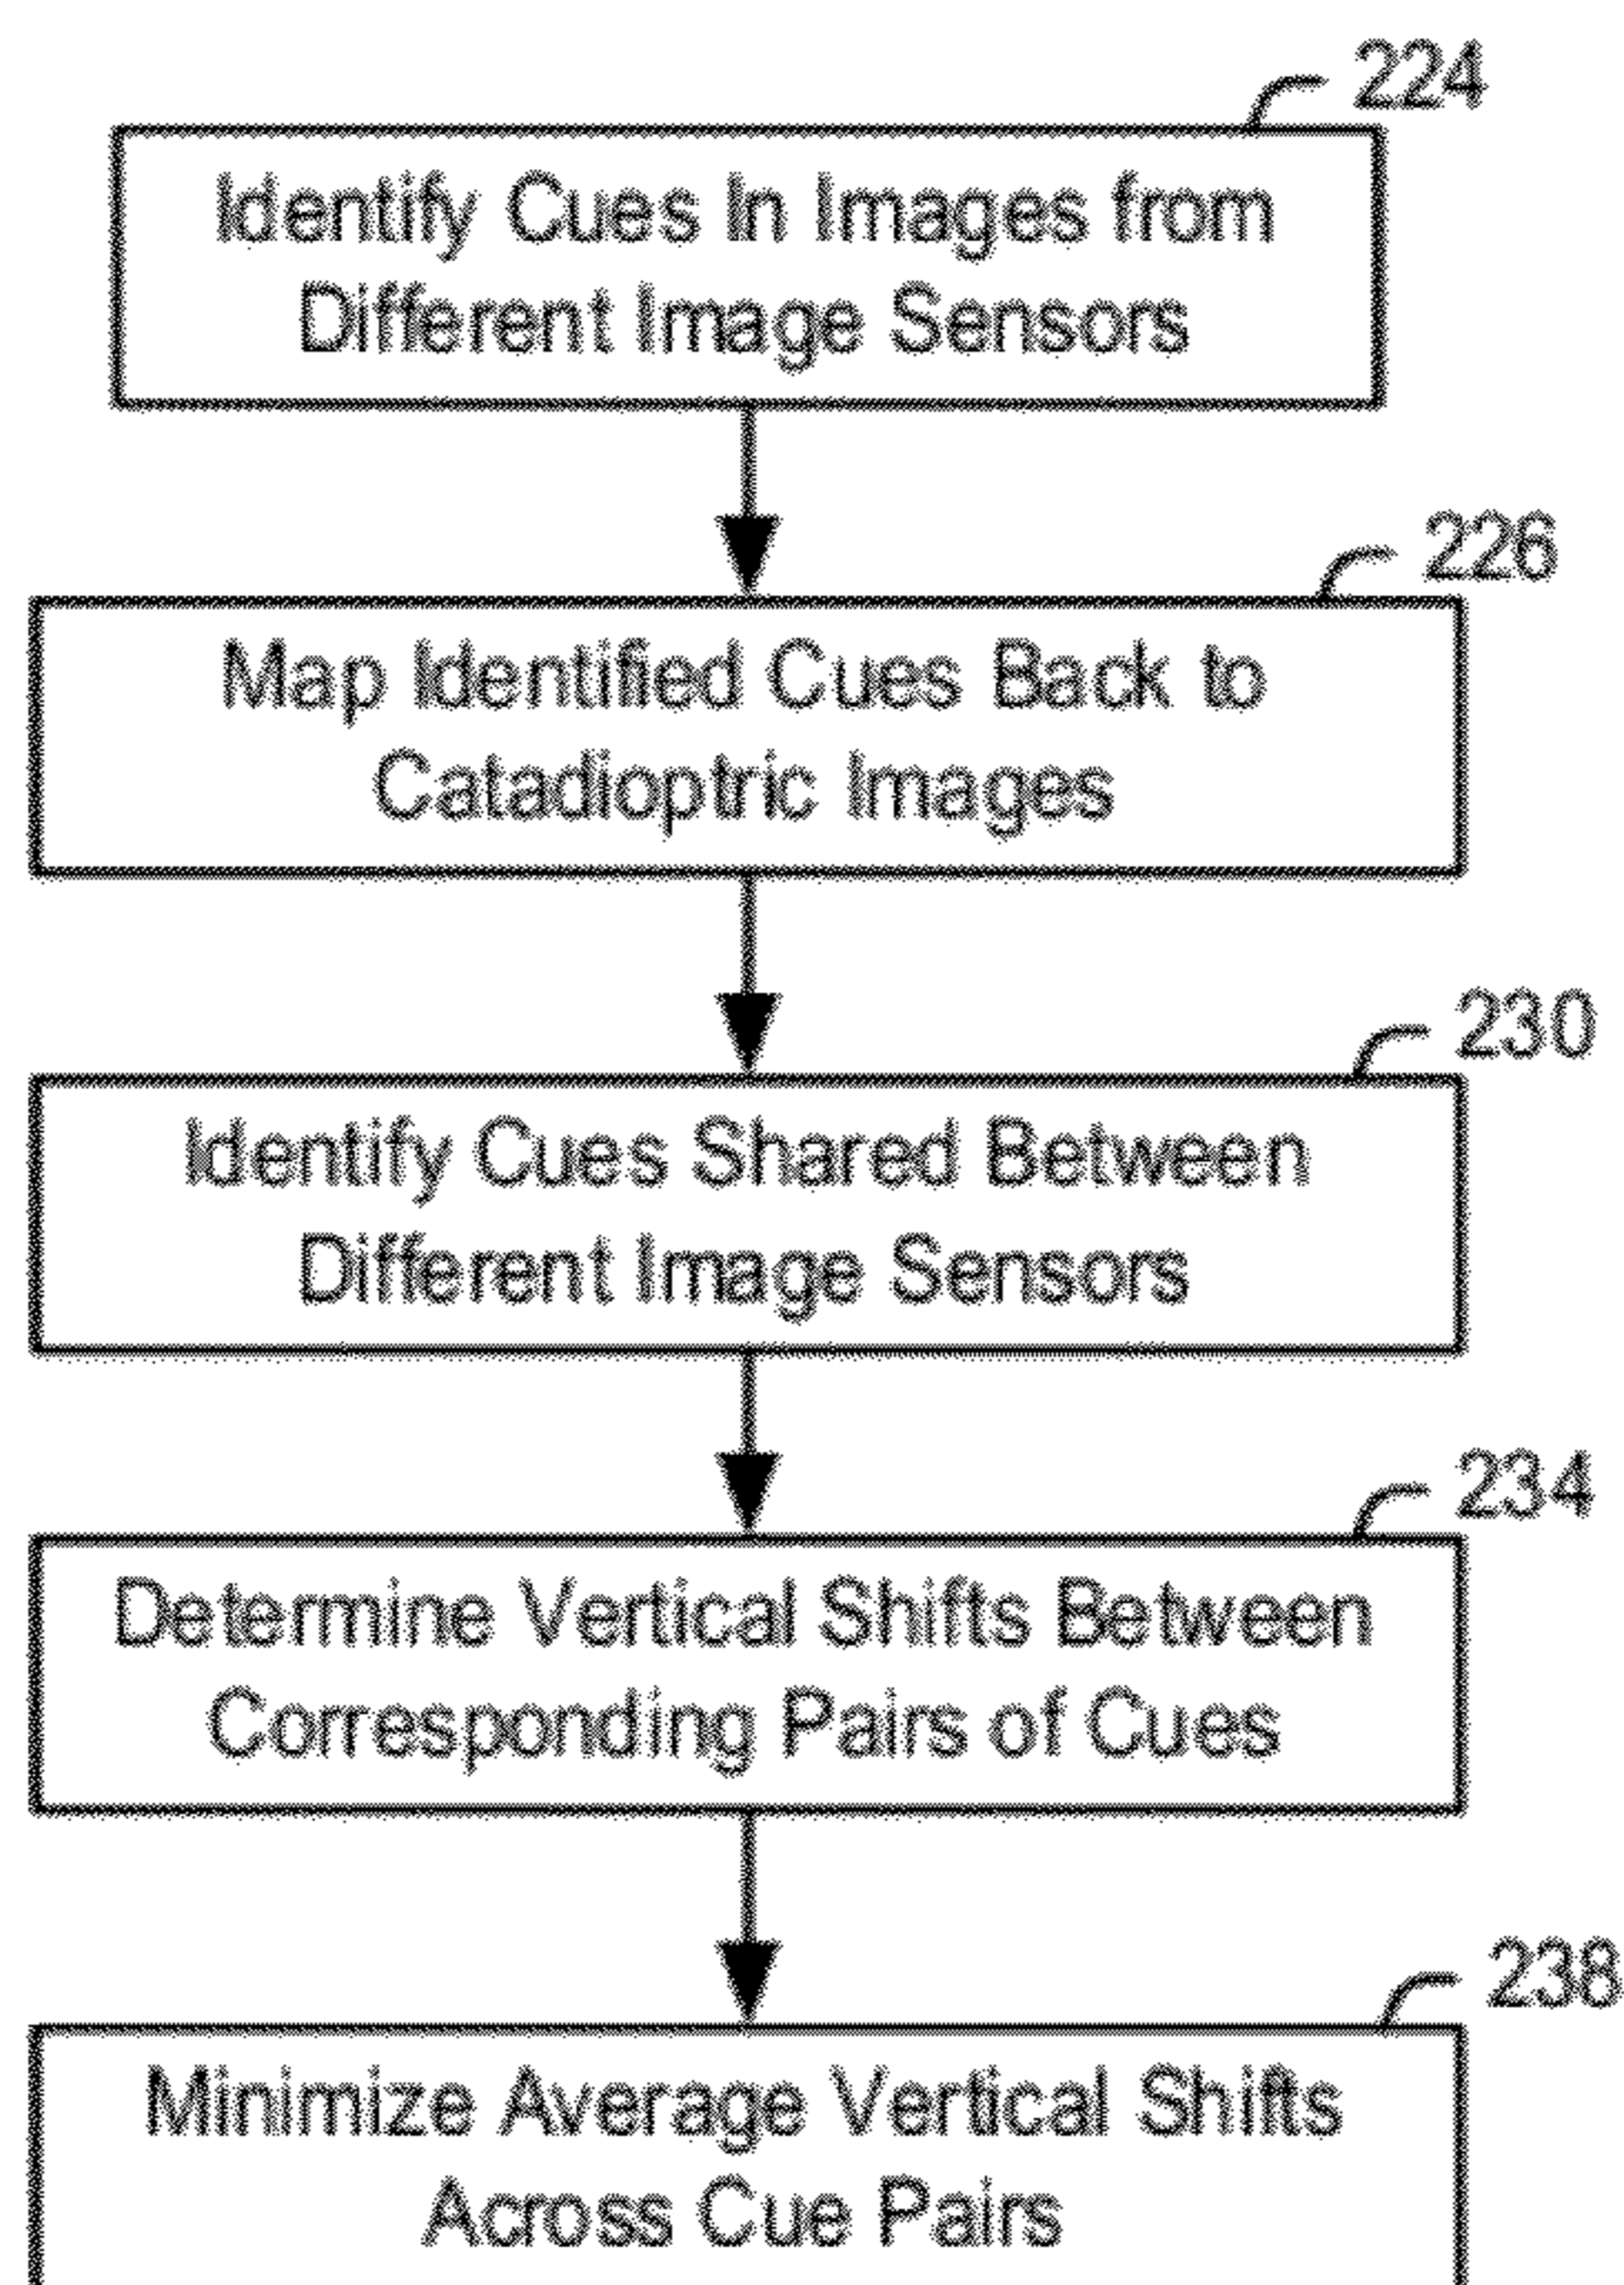 224
Identify Cues In Images from
Different Image Sensors
226
Map Identified Cues Back to
Catadioptric Images
230
Identify Cues Shared Between
Different Image Sensors
234
Determine Vertical Shifts Between
Corresponding Pairs of Cues
238
Minimize Average Vertical Shifts
Across Cue Pairs